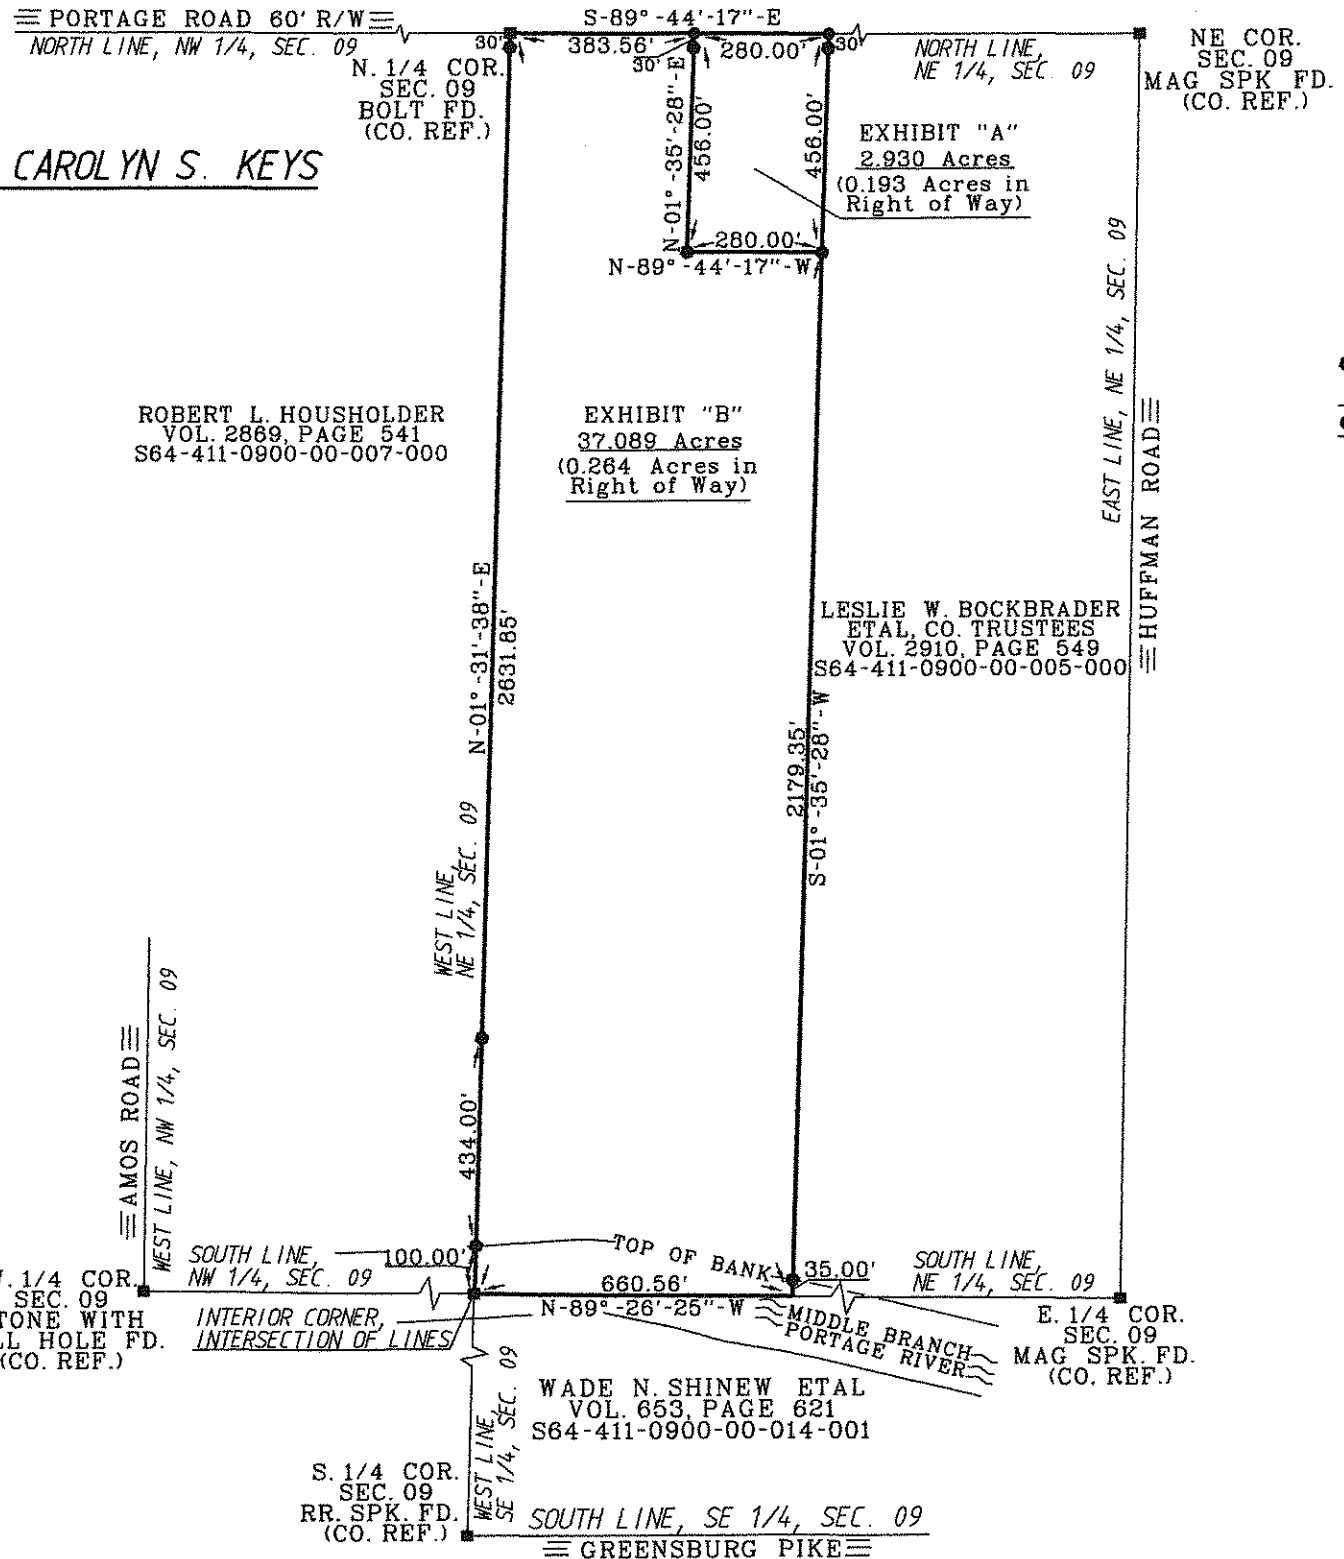 PORTAGE ROAD 60' R/W
NORTH LINE, NW 1/4, SEC. 09
S-89°-44'-17"-E
30'
383.56'
30'
280.00'
30'
NORTH LINE,
NE 1/4, SEC. 09
NE COR.
SEC. 09
MAG SPK FD.
(CO. REF.)
N. 1/4 COR.
SEC. 09
BOLT FD.
(CO. REF.)
CAROLYN S. KEYS
N-01°-35'-28"-E
456.00'
456.00'
EXHIBIT "A"
2.930 Acres
(0.193 Acres in
Right of Way)
280.00'
N-89°-44'-17"-W
EAST LINE, NE 1/4, SEC. 09
HUFFMAN ROAD
ROBERT L. HOUSHOLDER
VOL. 2869, PAGE 541
S64-411-0900-00-007-000
EXHIBIT "B"
37.089 Acres
(0.264 Acres in
Right of Way)
N-01°-31'-38"-E
2631.85'
LESLIE W. BOCKBRADER
ETAL, CO. TRUSTEES
VOL. 2910, PAGE 549
S64-411-0900-00-005-000
2179.35'
S-01°-35'-28"-W
WEST LINE,
NE 1/4, SEC. 09
AMOS ROAD
WEST LINE, NW 1/4, SEC. 09
434.00'
SOUTH LINE,
NW 1/4, SEC. 09
100.00'
TOP OF BANK
35.00'
SOUTH LINE,
NE 1/4, SEC. 09
660.56'
N-89°-26'-25"-W
. 1/4 COR.
SEC. 09
TONE WITH
LL HOLE FD.
(CO. REF.)
INTERIOR CORNER,
INTERSECTION OF LINES
MIDDLE BRANCH
PORTAGE RIVER
E. 1/4 COR.
SEC. 09
MAG SPK. FD.
(CO. REF.)
WADE N. SHINEW ETAL
VOL. 653, PAGE 621
S64-411-0900-00-014-001
WEST LINE,
SE 1/4, SEC. 09
S. 1/4 COR.
SEC. 09
RR. SPK. FD.
(CO. REF.)
SOUTH LINE, SE 1/4, SEC. 09
GREENSBURG PIKE